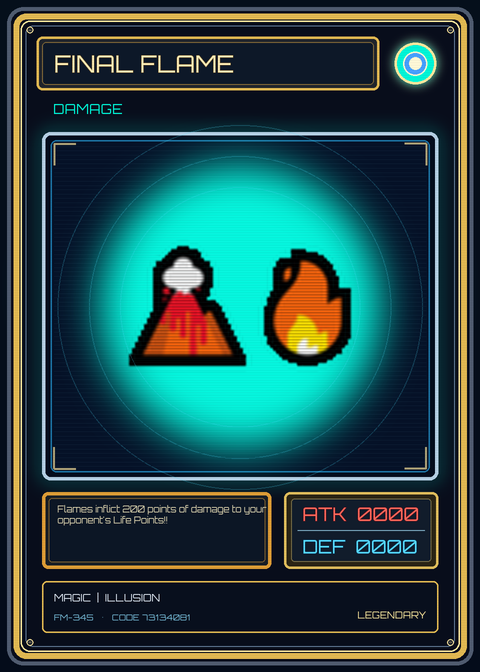 FINAL FLAME
DAMAGE
Flames inflict 200 points of damage to your
opponent's Life Points!!
ATK 0000
DEF 0000
MAGIC | ILLUSION
FM-345 · CODE 73134081
LEGENDARY